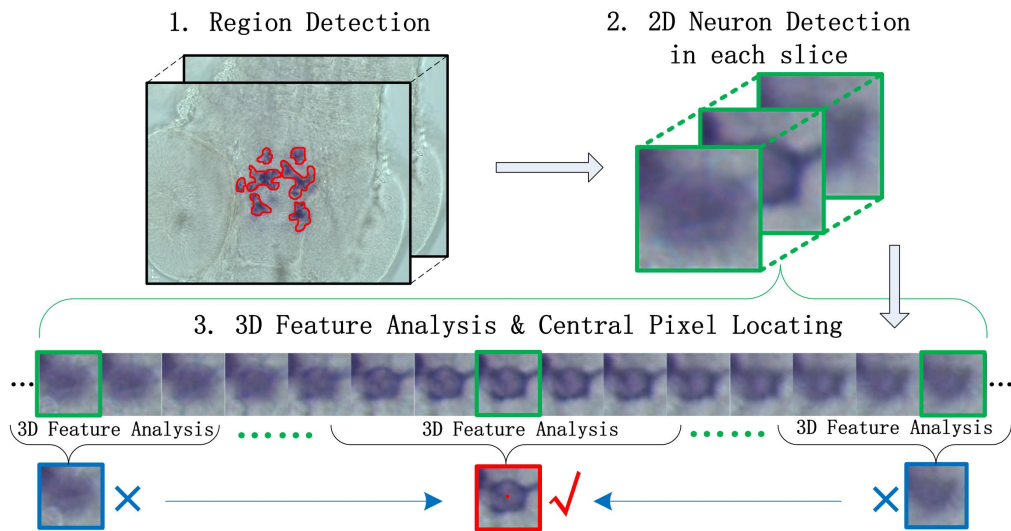 1. Region Detection
2. 2D Neuron Detection
in each slice
3. 3D Feature Analysis & Central Pixel Locating
... ...
3D Feature Analysis ...... 3D Feature Analysis ...... 3D Feature Analysis